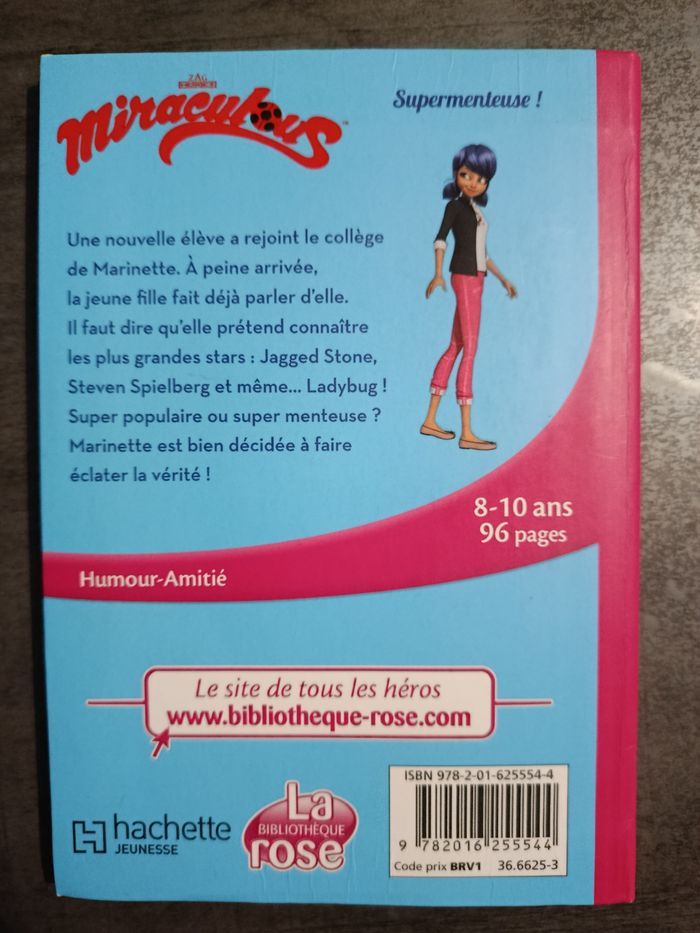 ZAG
HEROEZ
Miraculous
™
Supermenteuse !
Une nouvelle élève a rejoint le collège
de Marinette. À peine arrivée,
la jeune fille fait déjà parler d'elle.
Il faut dire qu'elle prétend connaître
les plus grandes stars : Jagged Stone,
Steven Spielberg et même... Ladybug !
Super populaire ou super menteuse ?
Marinette est bien décidée à faire
éclater la vérité !
8-10 ans
96 pages
Humour-Amitié
Le site de tous les héros
www.bibliotheque-rose.com
hachette
JEUNESSE
La
BIBLIOTHÈQUE
rose
ISBN 978-2-01-625554-4
9 782016 255544
Code prix BRV1 36.6625-3